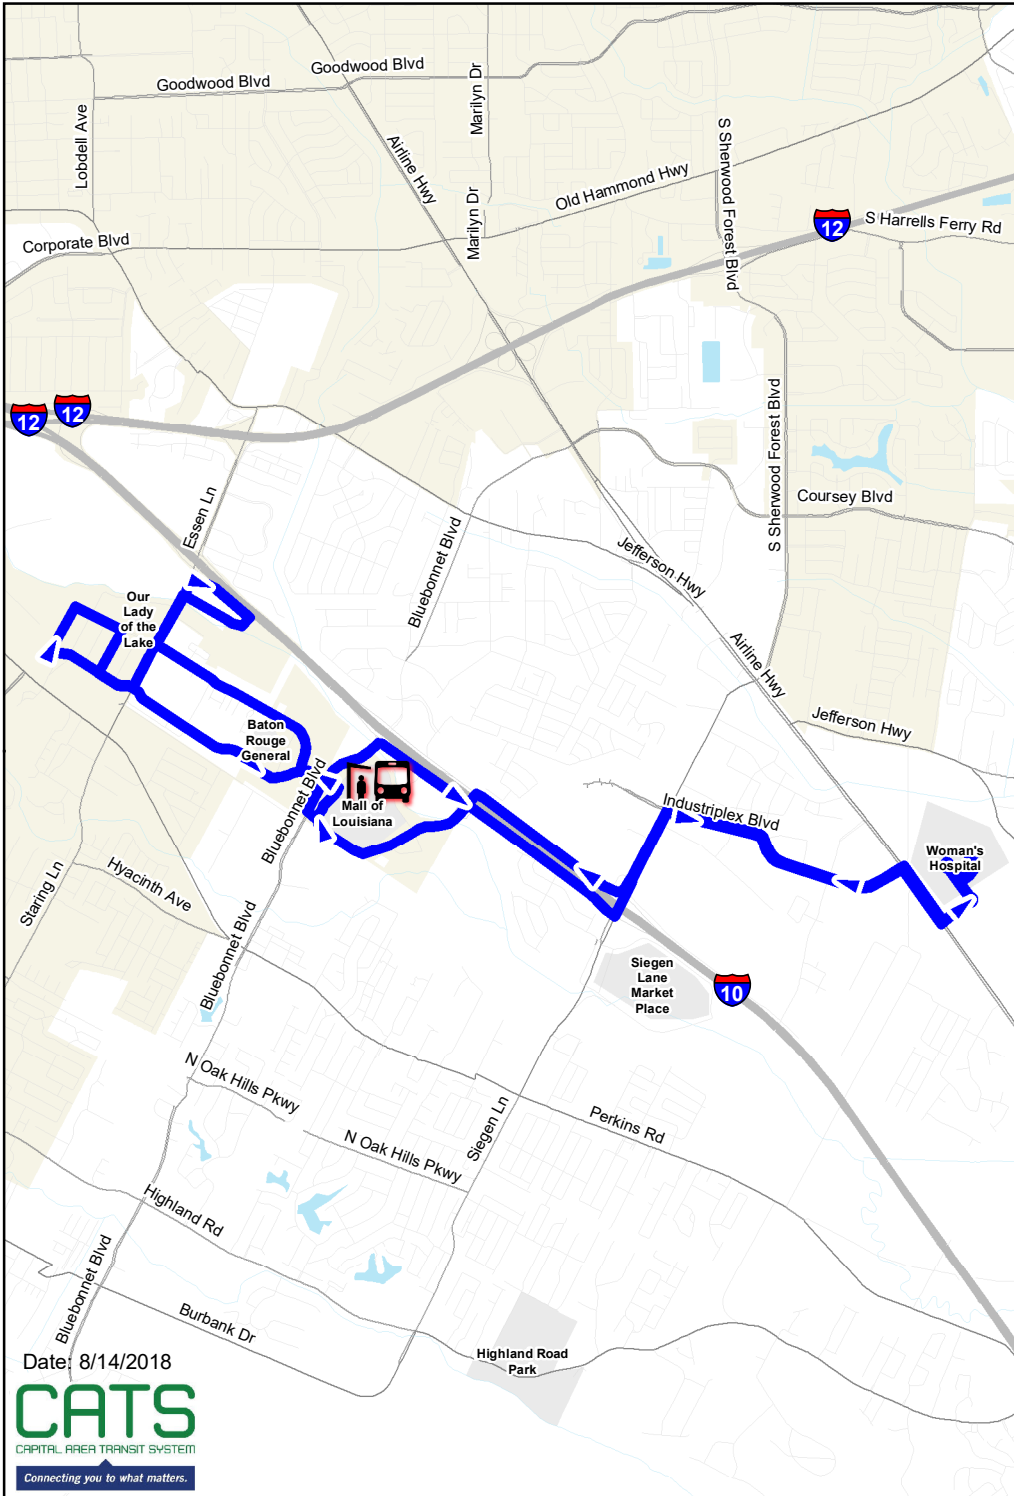 Goodwood Blvd
Goodwood Blvd
Lobdell Ave
Marilyn Dr
Airline Hwy
S Sherwood Forest Blvd
Old Hammond Hwy
Marilyn Dr
Corporate Blvd
12
S Harrells Ferry Rd
12
12
S Sherwood Forest Blvd
Essen Ln
Coursey Blvd
Bluebonnet Blvd
Jefferson Hwy
Our
Lady
of the
Lake
Airline Hwy
Jefferson Hwy
Baton
Rouge
General
Bluebonnet Blvd
Mall of
Louisiana
Industriplex Blvd
Woman's
Hospital
Staring Ln
Hyacinth Ave
Bluebonnet Blvd
Siegen
Lane
Market
Place
10
N Oak Hills Pkwy
N Oak Hills Pkwy
Siegen Ln
Perkins Rd
Highland Rd
Bluebonnet Blvd
Burbank Dr
Highland Road
Park
Date: 8/14/2018
CATS
CAPITAL AREA TRANSIT SYSTEM
Connecting you to what matters.